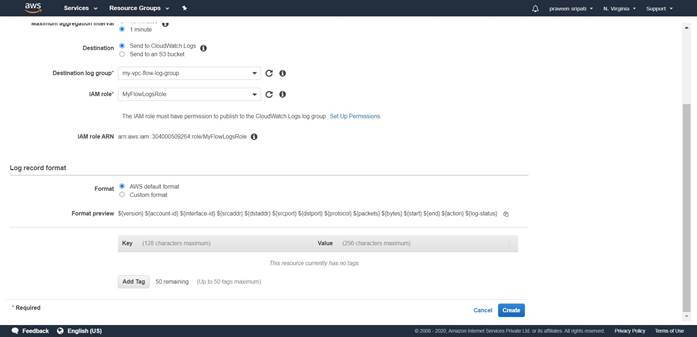 aws Services Resource Groups praveen sripati N. Virginia Support
Maximum aggregation interval
1 minute
Destination Send to CloudWatch Logs
Send to an S3 bucket
Destination log group* my-vpc-flow-log-group
IAM role* MyFlowLogsRole
The IAM role must have permission to publish to the CloudWatch Logs log group. Set Up Permissions.
IAM role ARN arn:aws:iam::304000509264:role/MyFlowLogsRole
Log record format
Format AWS default format
Custom format
Format preview ${version} ${account-id} ${interface-id} ${srcaddr} ${dstaddr} ${srcport} ${dstport} ${protocol} ${packets} ${bytes} ${start} ${end} ${action} ${log-status}
Key (128 characters maximum) Value (256 characters maximum)
This resource currently has no tags
Add Tag 50 remaining (Up to 50 tags maximum)
* Required Cancel Create
Feedback English (US) © 2008 - 2020, Amazon Internet Services Private Ltd. or its affiliates. All rights reserved. Privacy Policy Terms of Use